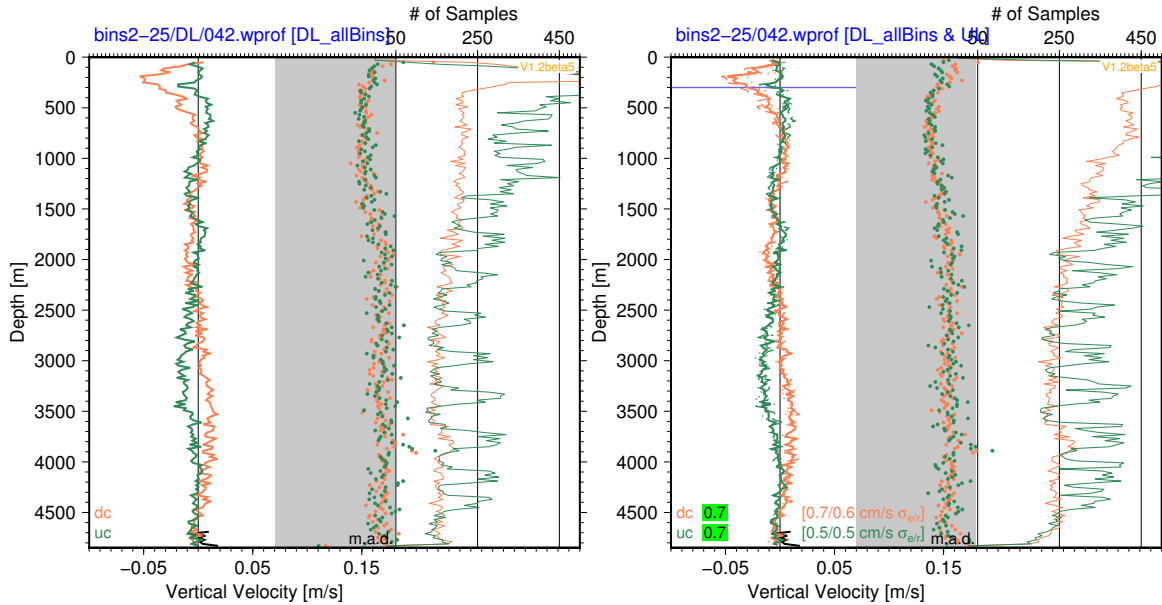 # of Samples
bins2-25/DL/042.wprof [DL_allBins]
50 250 450
V1.2beta5
0
500
1000
1500
2000
2500
3000
3500
4000
4500
Depth [m]
dc
uc
m.a.d.
-0.05 0.05 0.15
Vertical Velocity [m/s]
# of Samples
bins2-25/042.wprof [DL_allBins & UL]
50 250 450
V1.2beta5
0
500
1000
1500
2000
2500
3000
3500
4000
4500
Depth [m]
dc 0.7 [0.7/0.6 cm/s σe/r]
uc 0.7 [0.5/0.5 cm/s σe/r]
m.a.d.
-0.05 0.05 0.15
Vertical Velocity [m/s]